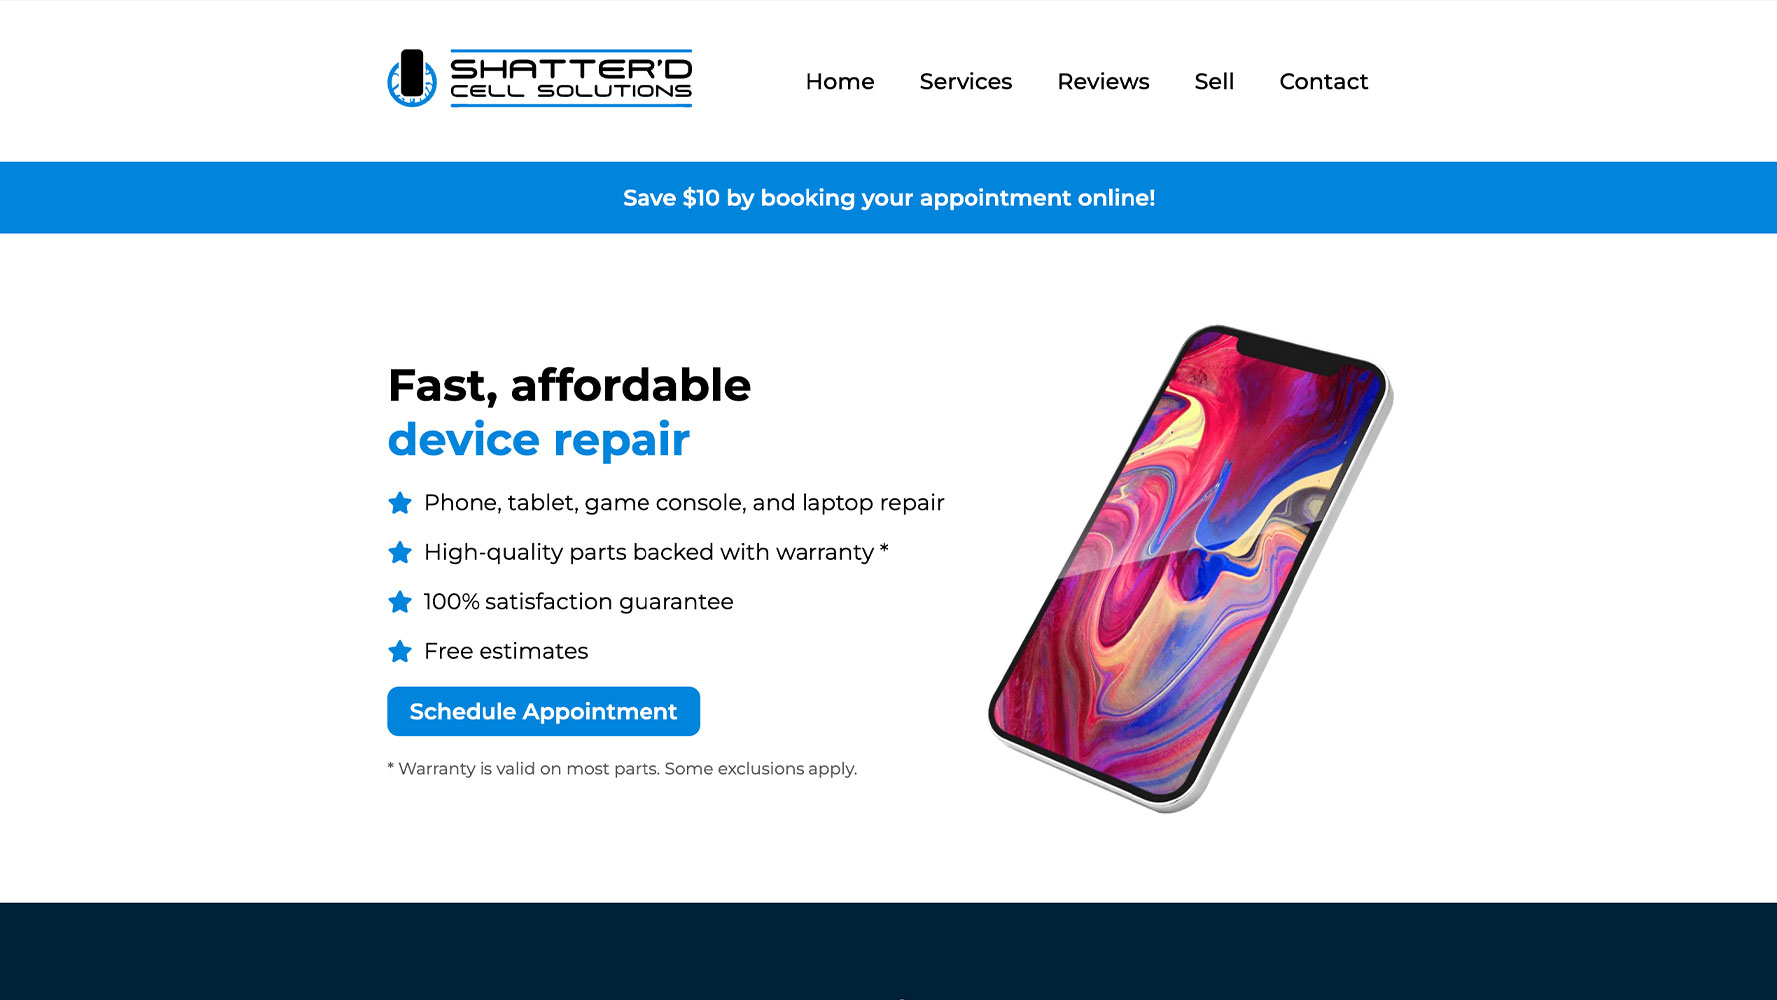 SHATTER'D
CELL SOLUTIONS
Home Services Reviews Sell Contact
Save $10 by booking your appointment online!
Fast, affordable
device repair
Phone, tablet, game console, and laptop repair
High-quality parts backed with warranty *
100% satisfaction guarantee
Free estimates
Schedule Appointment
* Warranty is valid on most parts. Some exclusions apply.